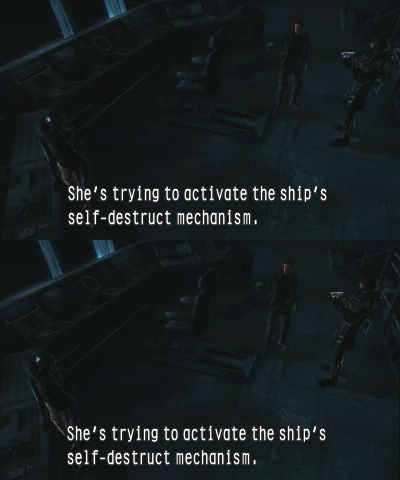 She's trying to activate the ship's
self-destruct mechanism.
She's trying to activate the ship's
self-destruct mechanism.